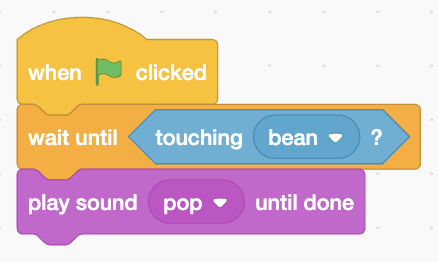 when clicked
wait until touching bean ?
play sound pop until done